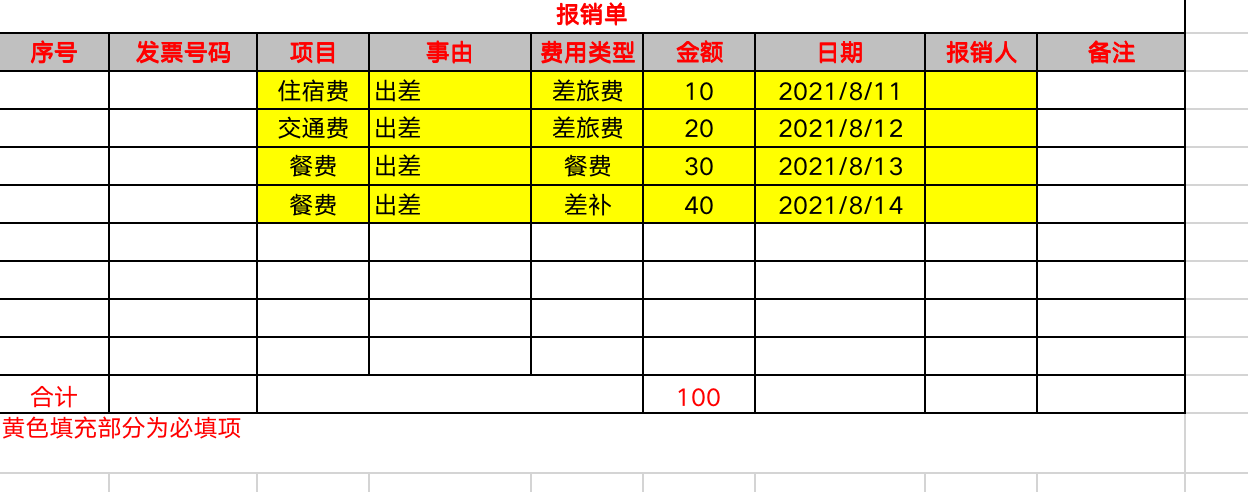 报销单
序号 发票号码 项目 事由 费用类型 金额 日期 报销人 备注
住宿费 出差 差旅费 10 2021/8/11
交通费 出差 差旅费 20 2021/8/12
餐费 出差 餐费 30 2021/8/13
餐费 出差 差补 40 2021/8/14
合计 100
黄色填充部分为必填项